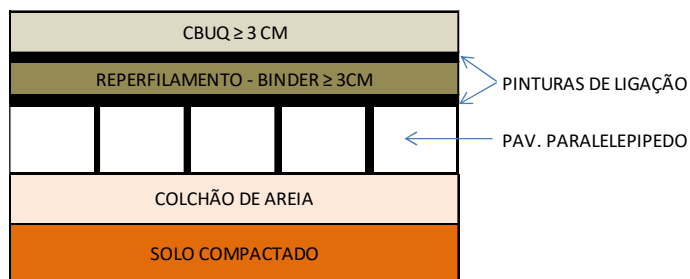 CBUQ ≥ 3 CM
REPERFILAMENTO - BINDER ≥ 3CM
PINTURAS DE LIGAÇÃO
PAV. PARALELEPIPEDO
COLCHÃO DE AREIA
SOLO COMPACTADO